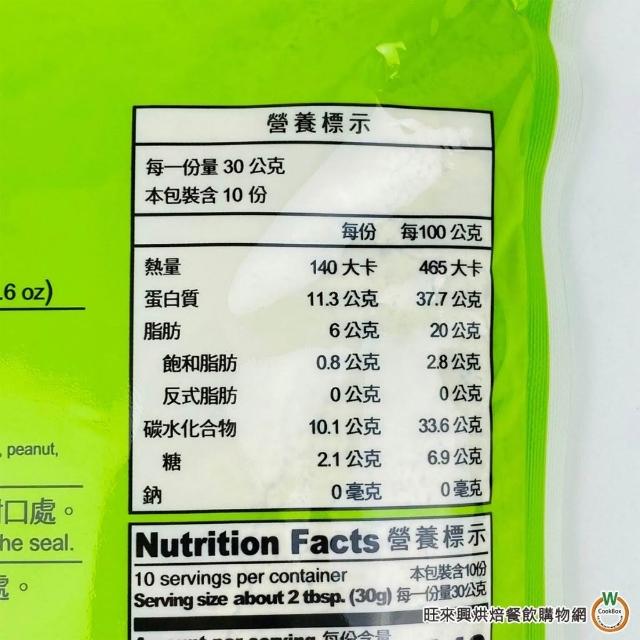 營養標示
每一份量 30 公克
本包裝含 10 份
每份 每100 公克
熱量 140 大卡 465 大卡
蛋白質 11.3 公克 37.7 公克
脂肪 6 公克 20 公克
飽和脂肪 0.8 公克 2.8 公克
反式脂肪 0 公克 0 公克
碳水化合物 10.1 公克 33.6 公克
糖 2.1 公克 6.9 公克
鈉 0 毫克 0 毫克
.6 oz)
, peanut,
口處。
he seal.
處。
Nutrition Facts 營養標示
10 servings per container 本包裝含10份
Serving size about 2 tbsp. (30g) 每一份量30公克
Amount per serving 每份含量
W
CookBox
旺來興烘焙餐飲購物網